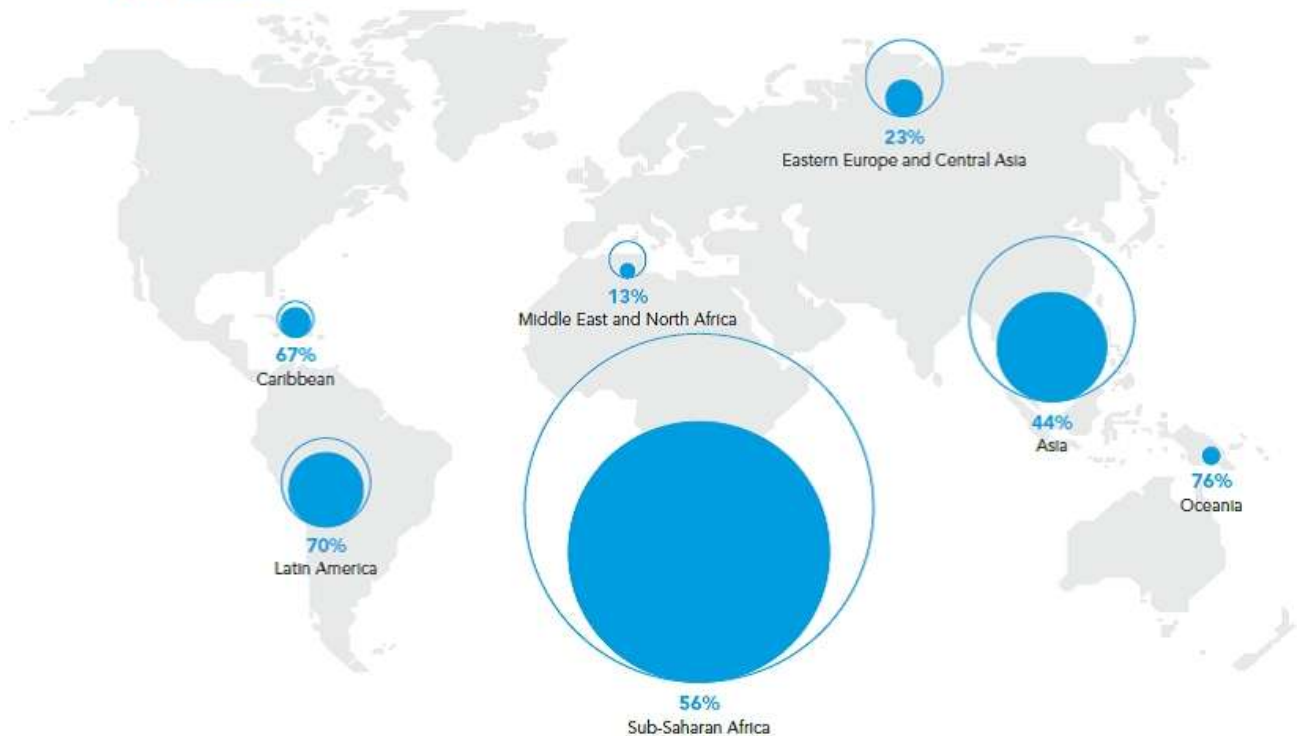 23%
Eastern Europe and Central Asia
13%
Middle East and North Africa
67%
Caribbean
44%
Asia
76%
Oceania
70%
Latin America
56%
Sub-Saharan Africa